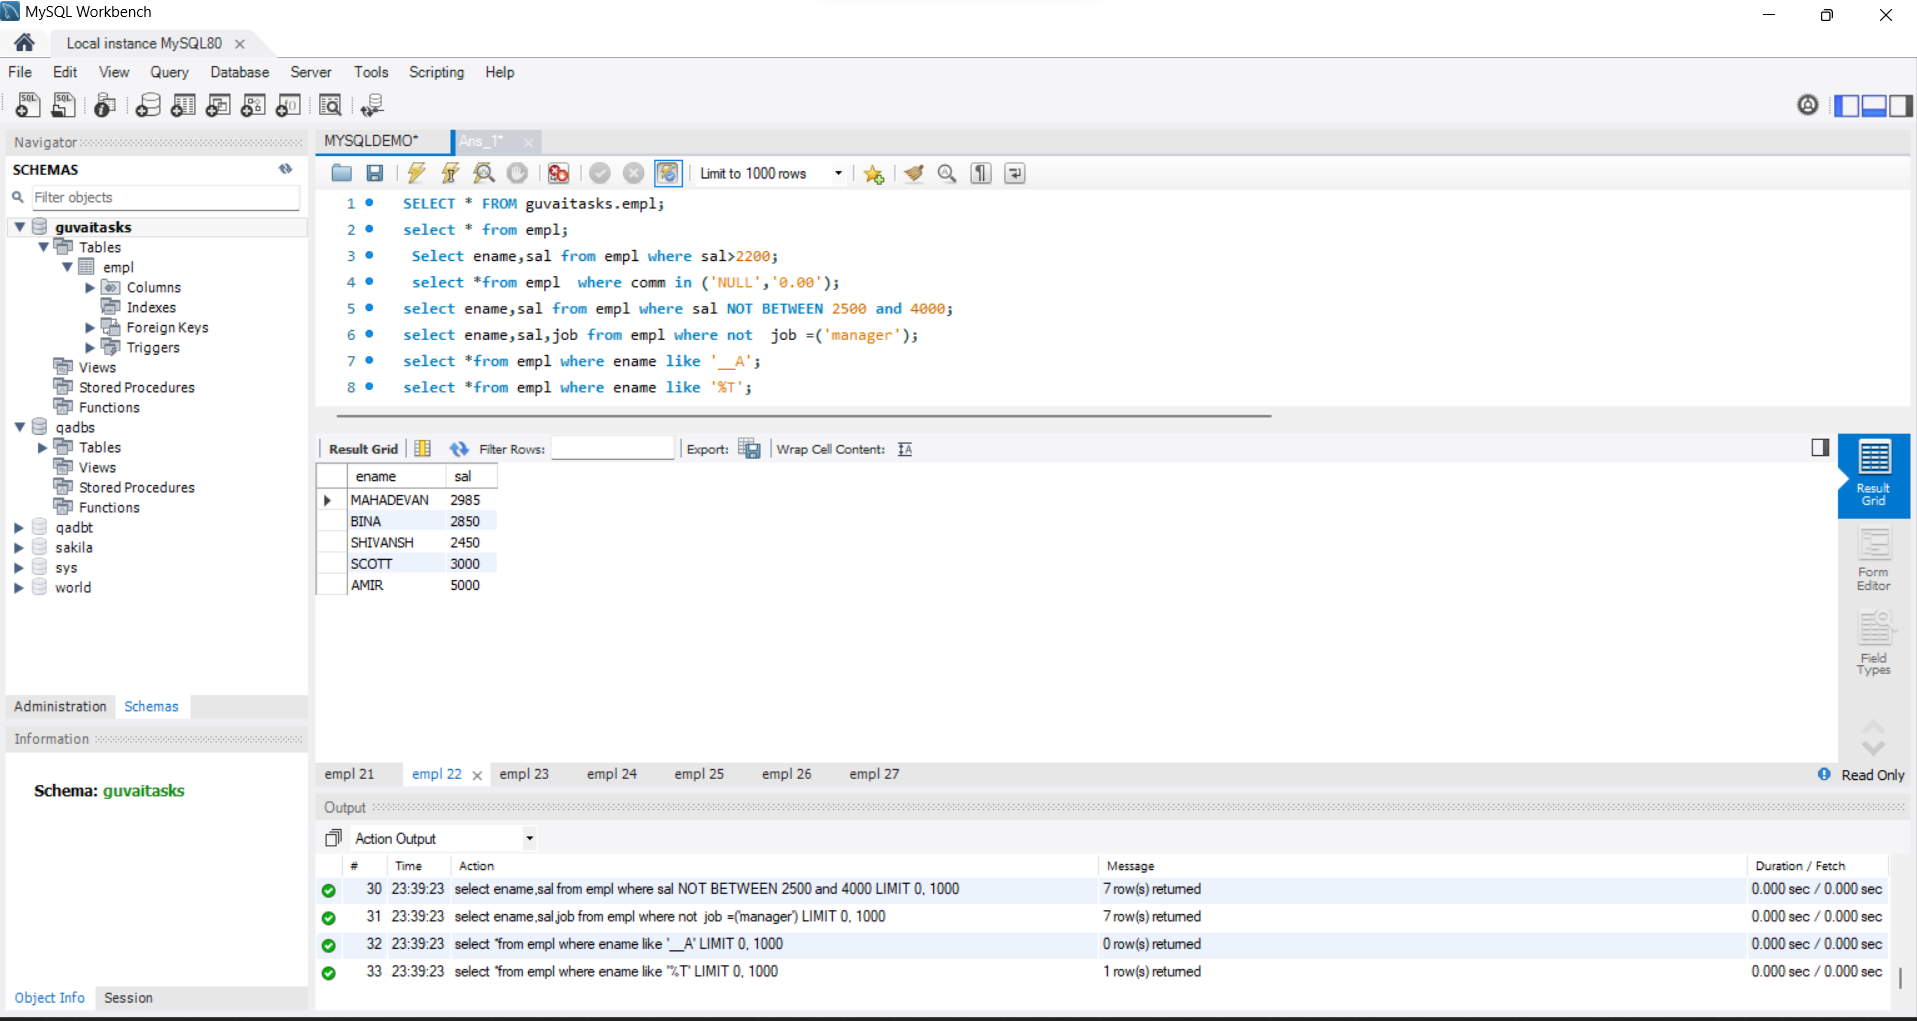 MySQL Workbench
Local instance MySQL80
File Edit View Query Database Server Tools Scripting Help
Navigator
SCHEMAS
Filter objects
guvaitasks
Tables
empl
Columns
Indexes
Foreign Keys
Triggers
Views
Stored Procedures
Functions
qadbs
Tables
Views
Stored Procedures
Functions
qadbt
sakila
sys
world
Administration Schemas
Information
Schema: guvaitasks
Object Info Session
MYSQLDEMO* Ans_1*
Limit to 1000 rows
1 SELECT * FROM guvaitasks.empl;
2 select * from empl;
3 Select ename,sal from empl where sal>2200;
4 select *from empl  where comm in ('NULL','0.00');
5 select ename,sal from empl where sal NOT BETWEEN 2500 and 4000;
6 select ename,sal,job from empl where not  job =('manager');
7 select *from empl where ename like '__A';
8 select *from empl where ename like '%T';
Result Grid Filter Rows: Export: Wrap Cell Content:
ename sal
MAHADEVAN 2985
BINA 2850
SHIVANSH 2450
SCOTT 3000
AMIR 5000
Result
Grid
Form
Editor
Field
Types
empl 21 empl 22 empl 23 empl 24 empl 25 empl 26 empl 27 Read Only
Output
Action Output
# Time Action Message Duration / Fetch
30 23:39:23 select ename,sal from empl where sal NOT BETWEEN 2500 and 4000 LIMIT 0, 1000 7 row(s) returned 0.000 sec / 0.000 sec
31 23:39:23 select ename,sal,job from empl where not  job =('manager') LIMIT 0, 1000 7 row(s) returned 0.000 sec / 0.000 sec
32 23:39:23 select *from empl where ename like '__A' LIMIT 0, 1000 0 row(s) returned 0.000 sec / 0.000 sec
33 23:39:23 select *from empl where ename like '%T' LIMIT 0, 1000 1 row(s) returned 0.000 sec / 0.000 sec